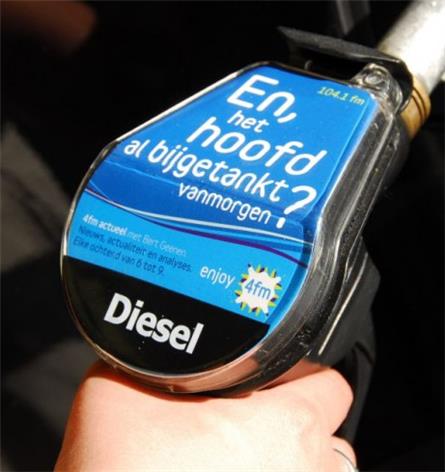 104.1 fm
En,
het
hoofd
al bijgetankt
vanmorgen?
4fm actueel met Bert Geenen.
Nieuws, actualiteit en analyses.
Elke ochtend van 6 tot 9.
enjoy 4fm
Diesel